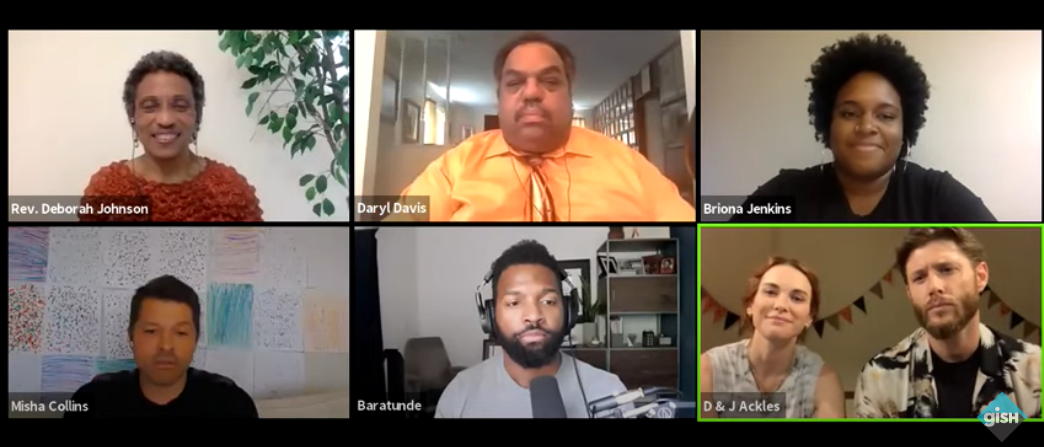 Rev. Deborah Johnson
Daryl Davis
Briona Jenkins
Misha Collins
Baratunde
D & J Ackles
gisH